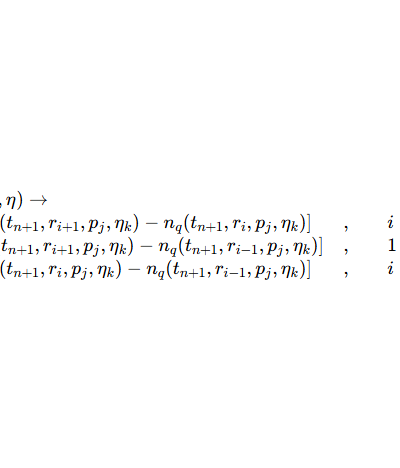 , η) →
(t_{n+1}, r_{i+1}, p_j, η_k) − n_q(t_{n+1}, r_i, p_j, η_k)] , i
t_{n+1}, r_{i+1}, p_j, η_k) − n_q(t_{n+1}, r_{i−1}, p_j, η_k)] , 1
(t_{n+1}, r_i, p_j, η_k) − n_q(t_{n+1}, r_{i−1}, p_j, η_k)] , i